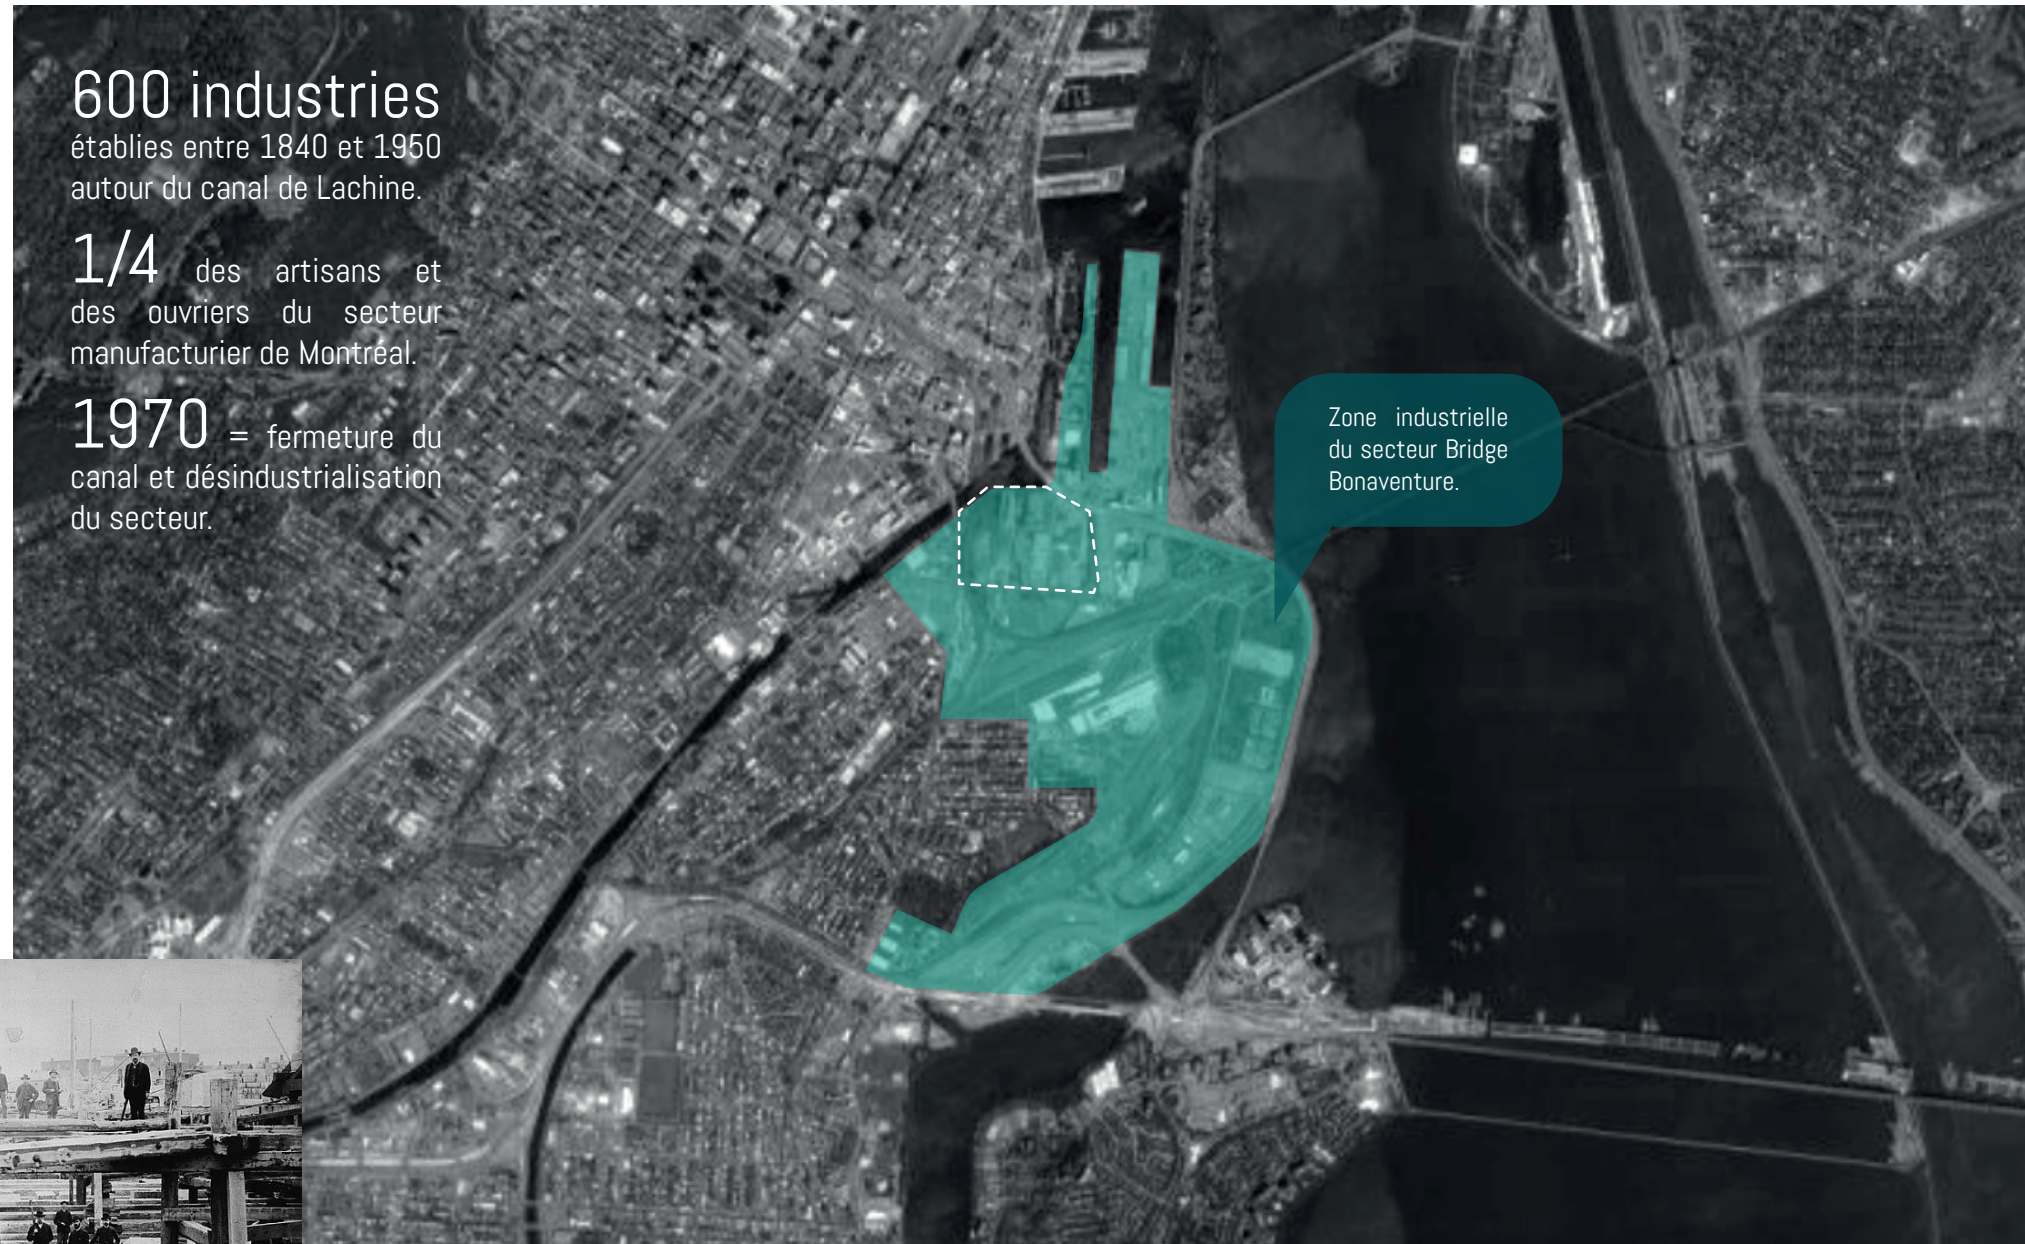 600 industries
établies entre 1840 et 1950
autour du canal de Lachine.
1/4 des artisans et
des ouvriers du secteur
manufacturier de Montréal.
1970 = fermeture du
canal et désindustrialisation
du secteur.
Zone industrielle
du secteur Bridge
Bonaventure.